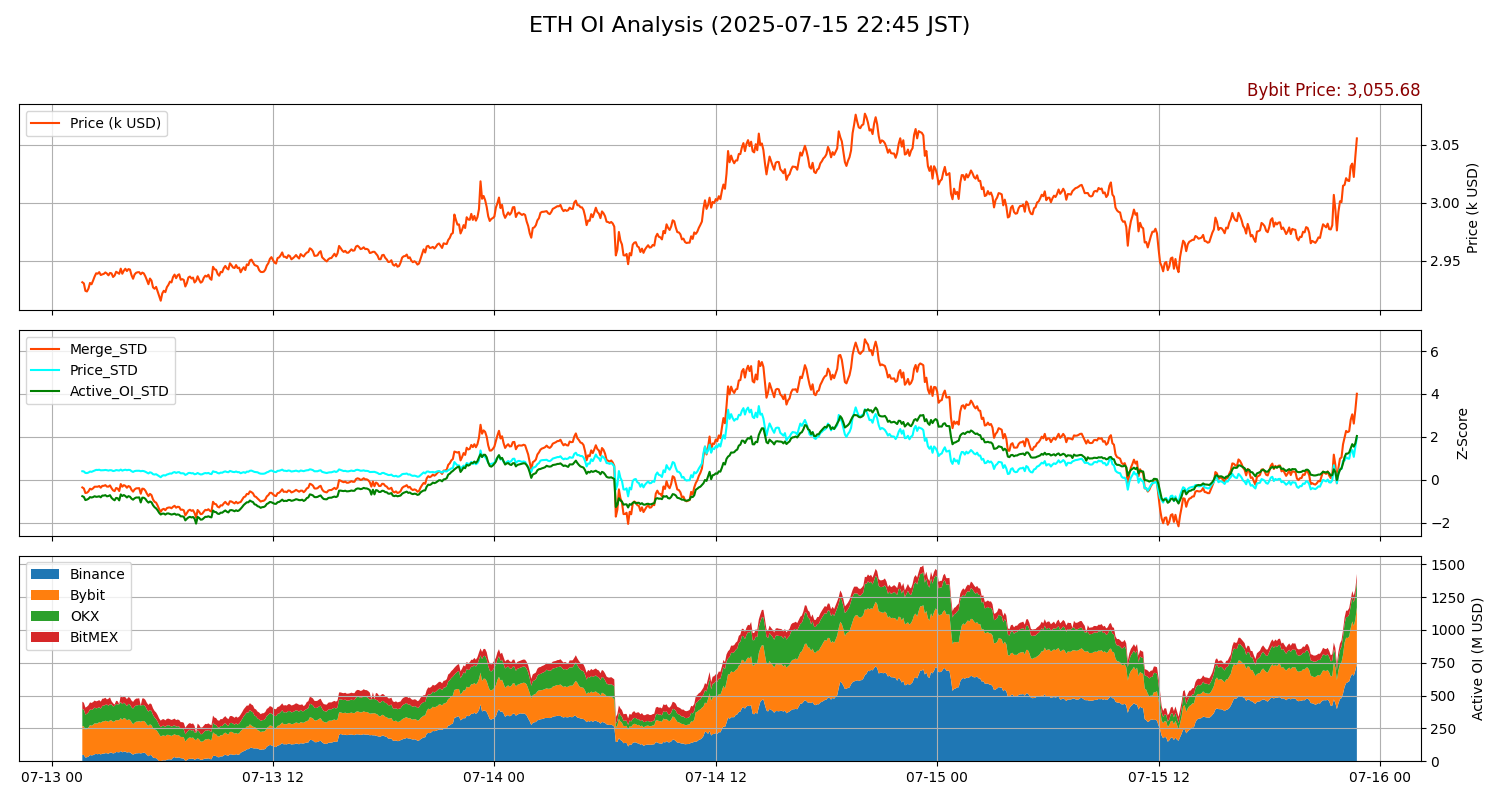 ETH OI Analysis (2025-07-15 22:45 JST)
Bybit Price: 3,055.68
Price (k USD)
3.05
3.00
2.95
Price (k USD)
Merge_STD
Price_STD
Active_OI_STD
6
4
2
0
−2
Z-Score
Binance
Bybit
OKX
BitMEX
1500
1250
1000
750
500
250
0
Active OI (M USD)
07-13 00 07-13 12 07-14 00 07-14 12 07-15 00 07-15 12 07-16 00